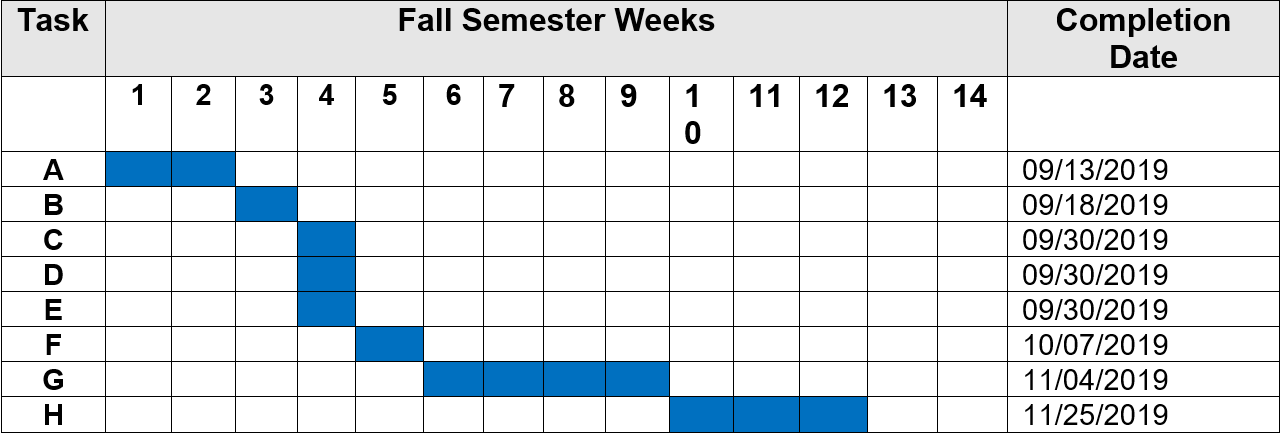 Task Fall Semester Weeks Completion
Date
1 2 3 4 5 6 7 8 9 1 11 12 13 14
0
A 09/13/2019
B 09/18/2019
C 09/30/2019
D 09/30/2019
E 09/30/2019
F 10/07/2019
G 11/04/2019
H 11/25/2019